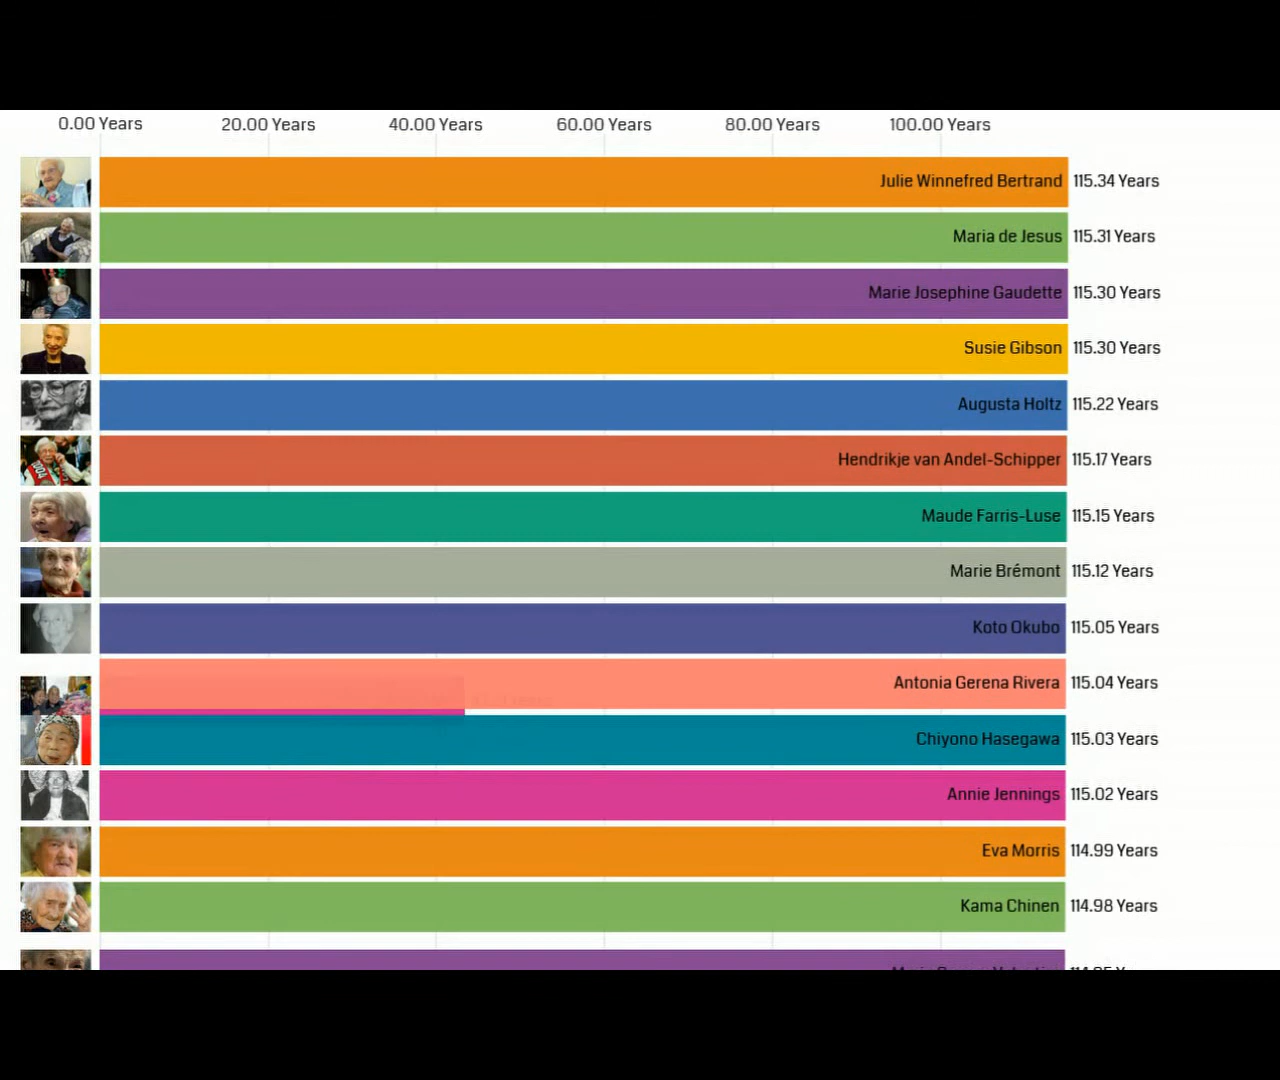 0.00 Years 20.00 Years 40.00 Years 60.00 Years 80.00 Years 100.00 Years
Julie Winnefred Bertrand 115.34 Years
Maria de Jesus 115.31 Years
Marie Josephine Gaudette 115.30 Years
Susie Gibson 115.30 Years
Augusta Holtz 115.22 Years
Hendrikje van Andel-Schipper 115.17 Years
Maude Farris-Luse 115.15 Years
Marie Brémont 115.12 Years
Koto Okubo 115.05 Years
Antonia Gerena Rivera 115.04 Years
Chiyono Hasegawa 115.03 Years
Annie Jennings 115.02 Years
Eva Morris 114.99 Years
Kama Chinen 114.98 Years